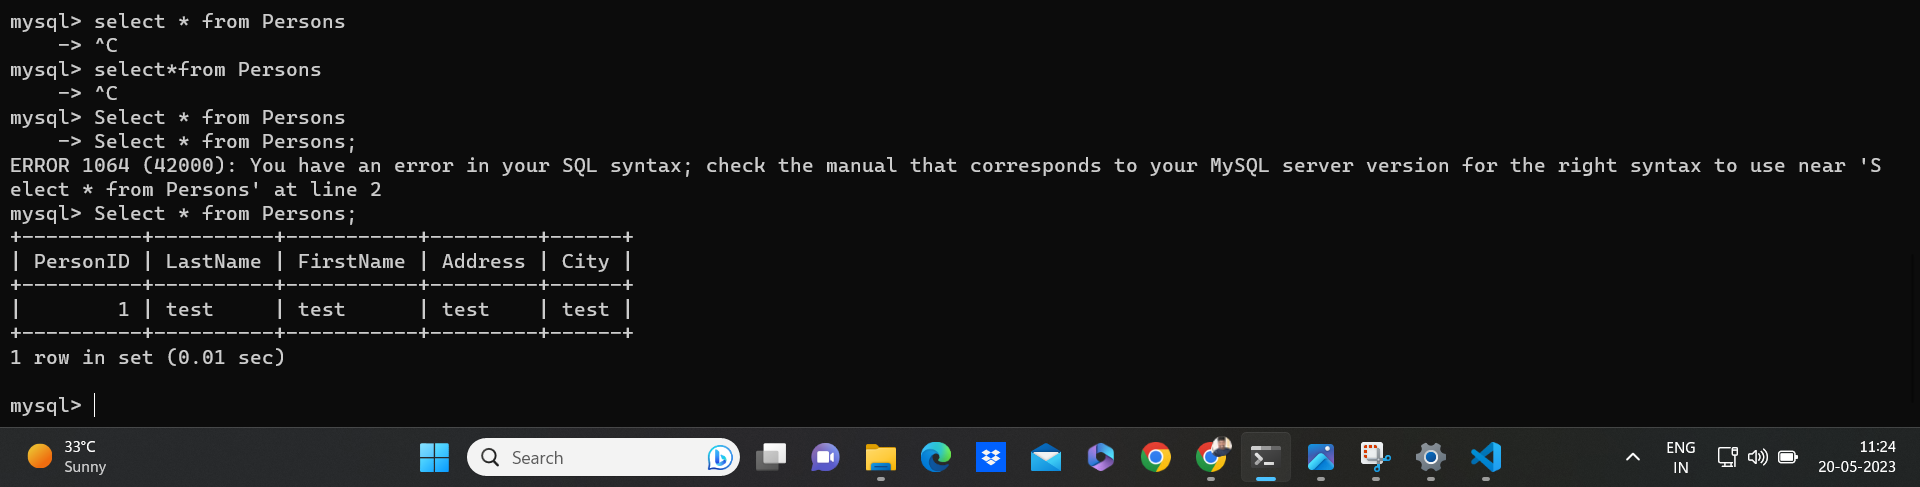 mysql> select * from Persons
    -> ^C
mysql> select*from Persons
    -> ^C
mysql> Select * from Persons
    -> Select * from Persons;
ERROR 1064 (42000): You have an error in your SQL syntax; check the manual that corresponds to your MySQL server version for the right syntax to use near 'S
elect * from Persons' at line 2
mysql> Select * from Persons;
+----------+----------+-----------+---------+------+
| PersonID | LastName | FirstName | Address | City |
+----------+----------+-----------+---------+------+
|        1 | test     | test      | test    | test |
+----------+----------+-----------+---------+------+
1 row in set (0.01 sec)
mysql>
33°C
Sunny
Search
ENG
IN
11:24
20-05-2023